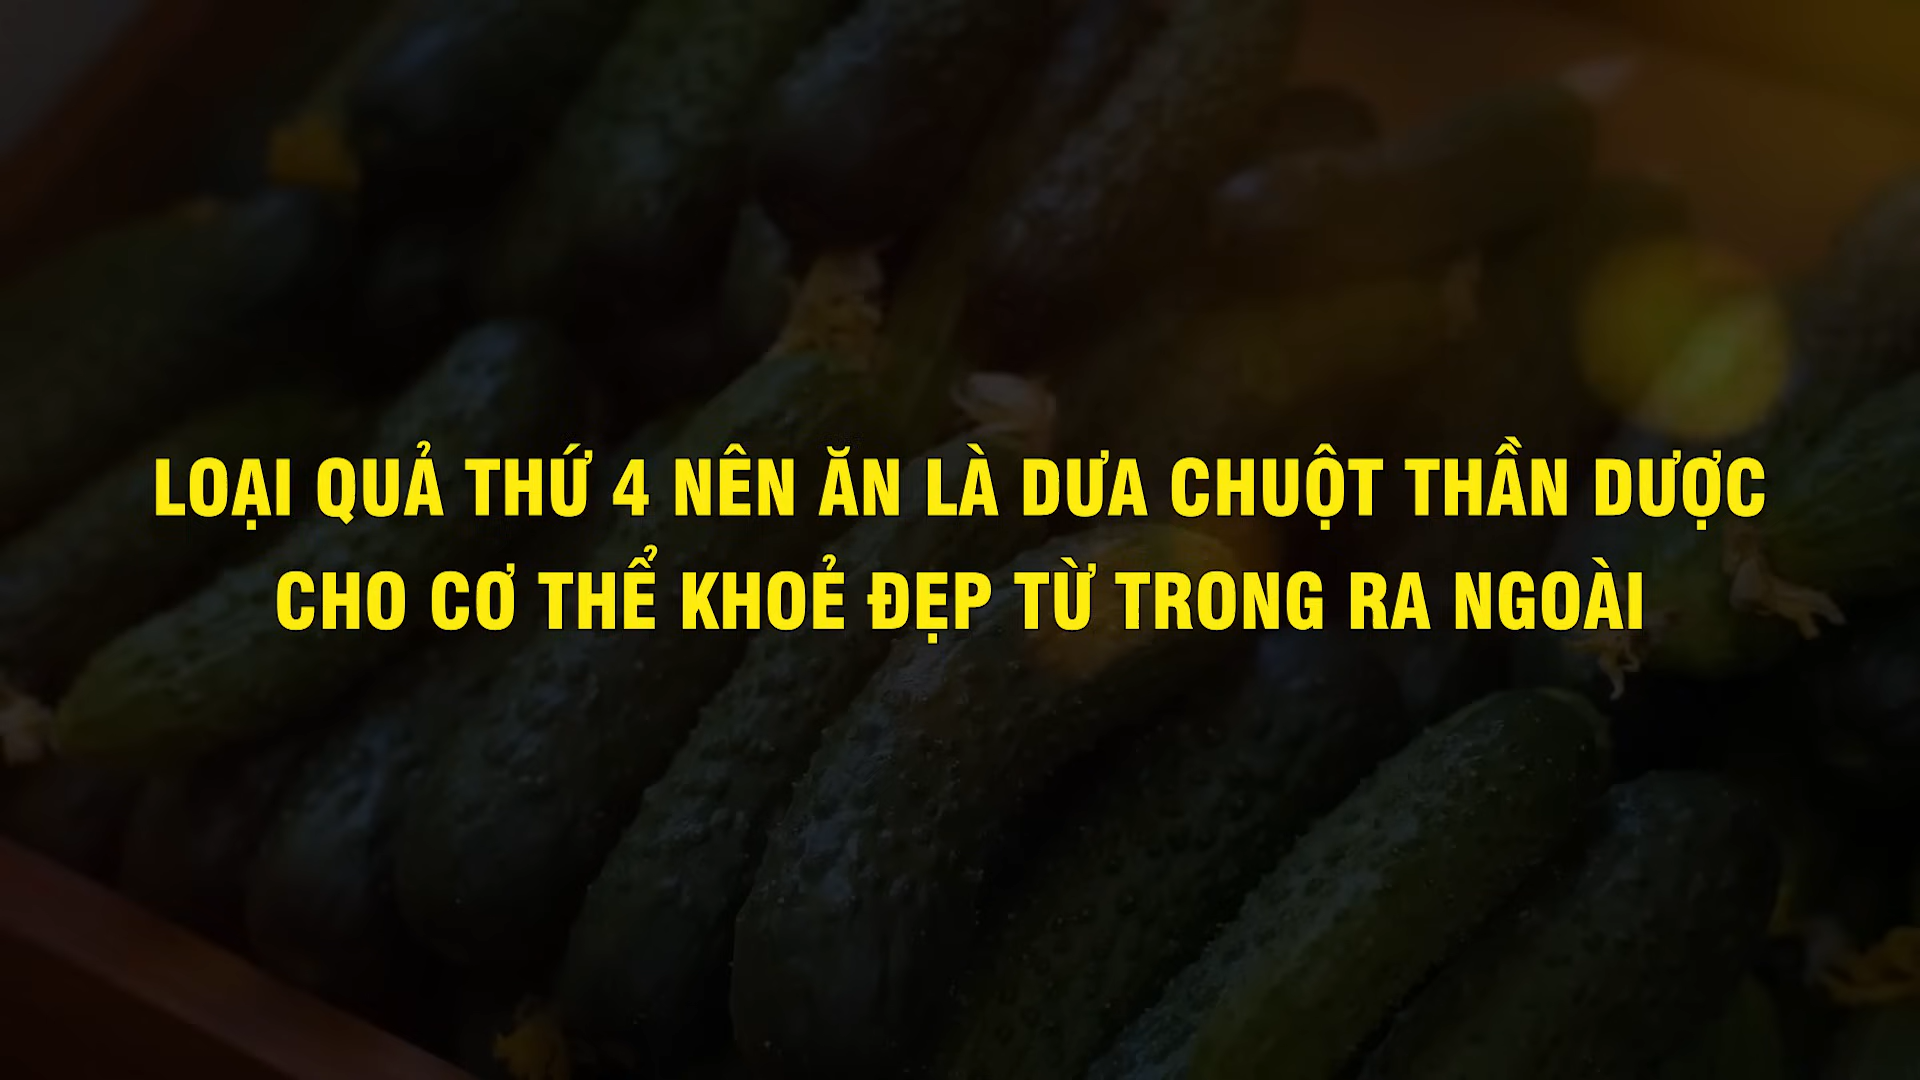 LOẠI QUẢ THỨ 4 NÊN ĂN LÀ DƯA CHUỘT THẦN DƯỢC
CHO CƠ THỂ KHOẺ ĐẸP TỪ TRONG RA NGOÀI